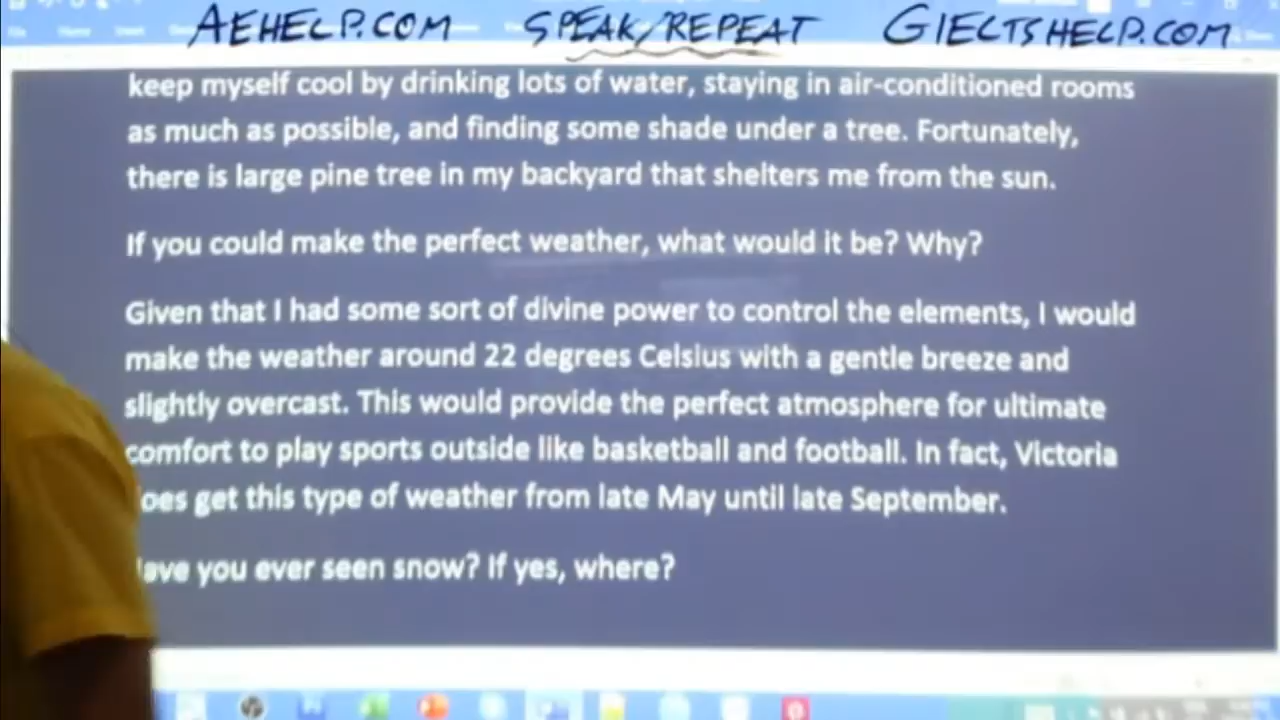 AEHELP.COM SPEAK/REPEAT GIELTSHELP.COM
keep myself cool by drinking lots of water, staying in air-conditioned rooms
as much as possible, and finding some shade under a tree. Fortunately,
there is large pine tree in my backyard that shelters me from the sun.
If you could make the perfect weather, what would it be? Why?
Given that I had some sort of divine power to control the elements, I would
make the weather around 22 degrees Celsius with a gentle breeze and
slightly overcast. This would provide the perfect atmosphere for ultimate
comfort to play sports outside like basketball and football. In fact, Victoria
oes get this type of weather from late May until late September.
ave you ever seen snow? If yes, where?